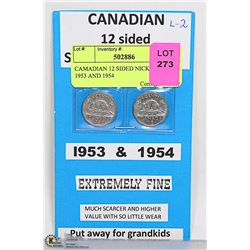 CANADIAN
12 sided
L-2
Lot # Inventory #:
502886
LOT
273
CAMADIAN 12 SIDED NICK
1953 AND 1954
1953 & 1954
EXTREMELY FINE
MUCH SCARCER AND HIGHER
VALUE WITH SO LITTLE WEAR
Put away for grandkids